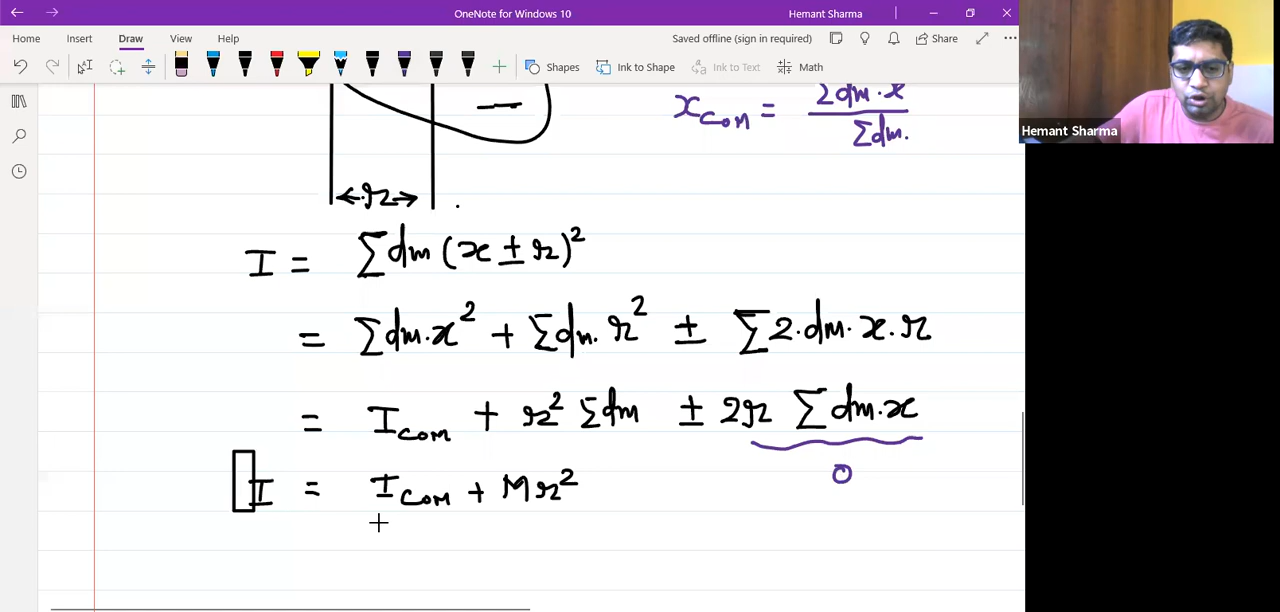 OneNote for Windows 10
Hemant Sharma
Home Insert Draw View Help
Saved offline (sign in required)
Share
Shapes
Ink to Shape
Ink to Text
Math
Hemant Sharma
x_COM = Σdm·x / Σdm.
r
I = Σdm(x ± r)²
= Σdm·x² + Σdm·r² ± Σ2·dm·x·r
= I_COM + r² Σdm ± 2r Σdm·x
0
I = I_COM + Mr²